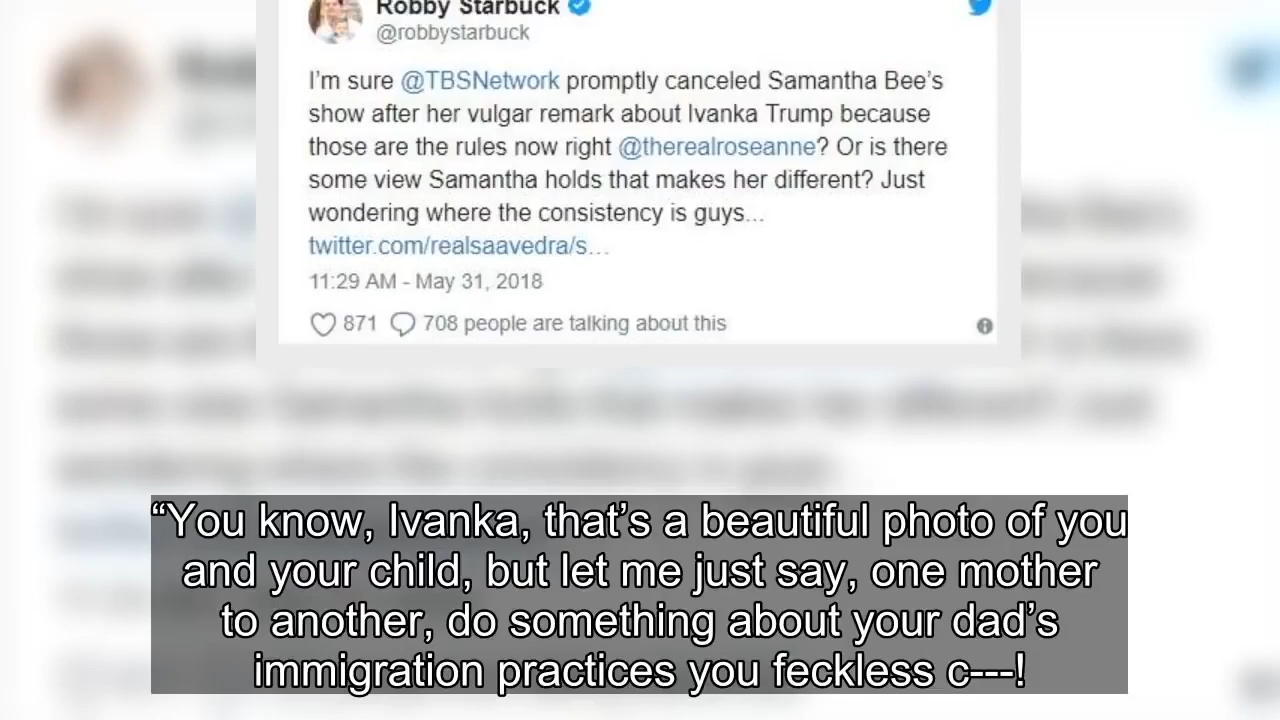 Robby Starbuck
@robbystarbuck
I'm sure @TBSNetwork promptly canceled Samantha Bee's
show after her vulgar remark about Ivanka Trump because
those are the rules now right @therealroseanne? Or is there
some view Samantha holds that makes her different? Just
wondering where the consistency is guys...
twitter.com/realsaavedra/s...
11:29 AM - May 31, 2018
871 708 people are talking about this
“You know, Ivanka, that’s a beautiful photo of you
and your child, but let me just say, one mother
to another, do something about your dad’s
immigration practices you feckless c---!